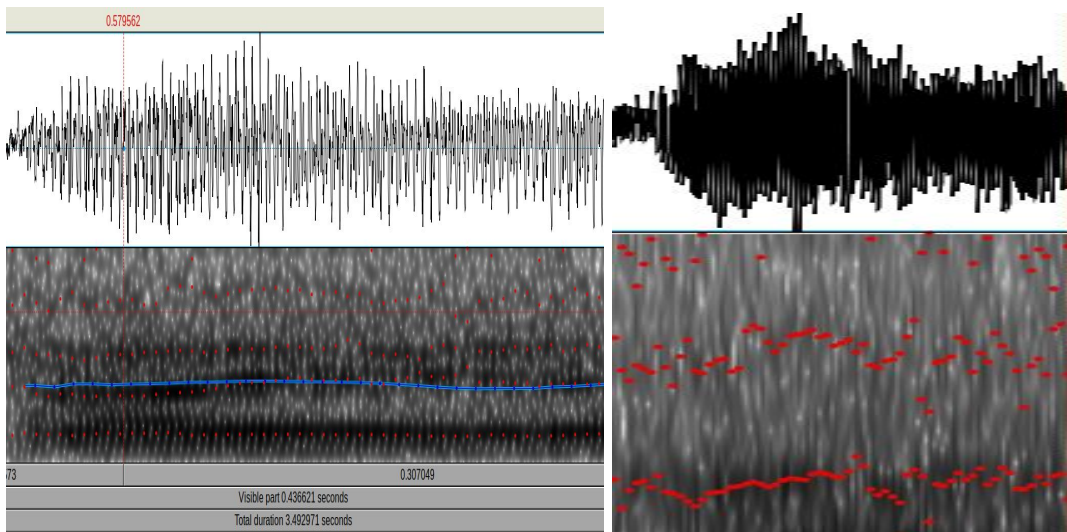 0.579562
73 0.307049
Visible part 0.436621 seconds
Total duration 3.492971 seconds